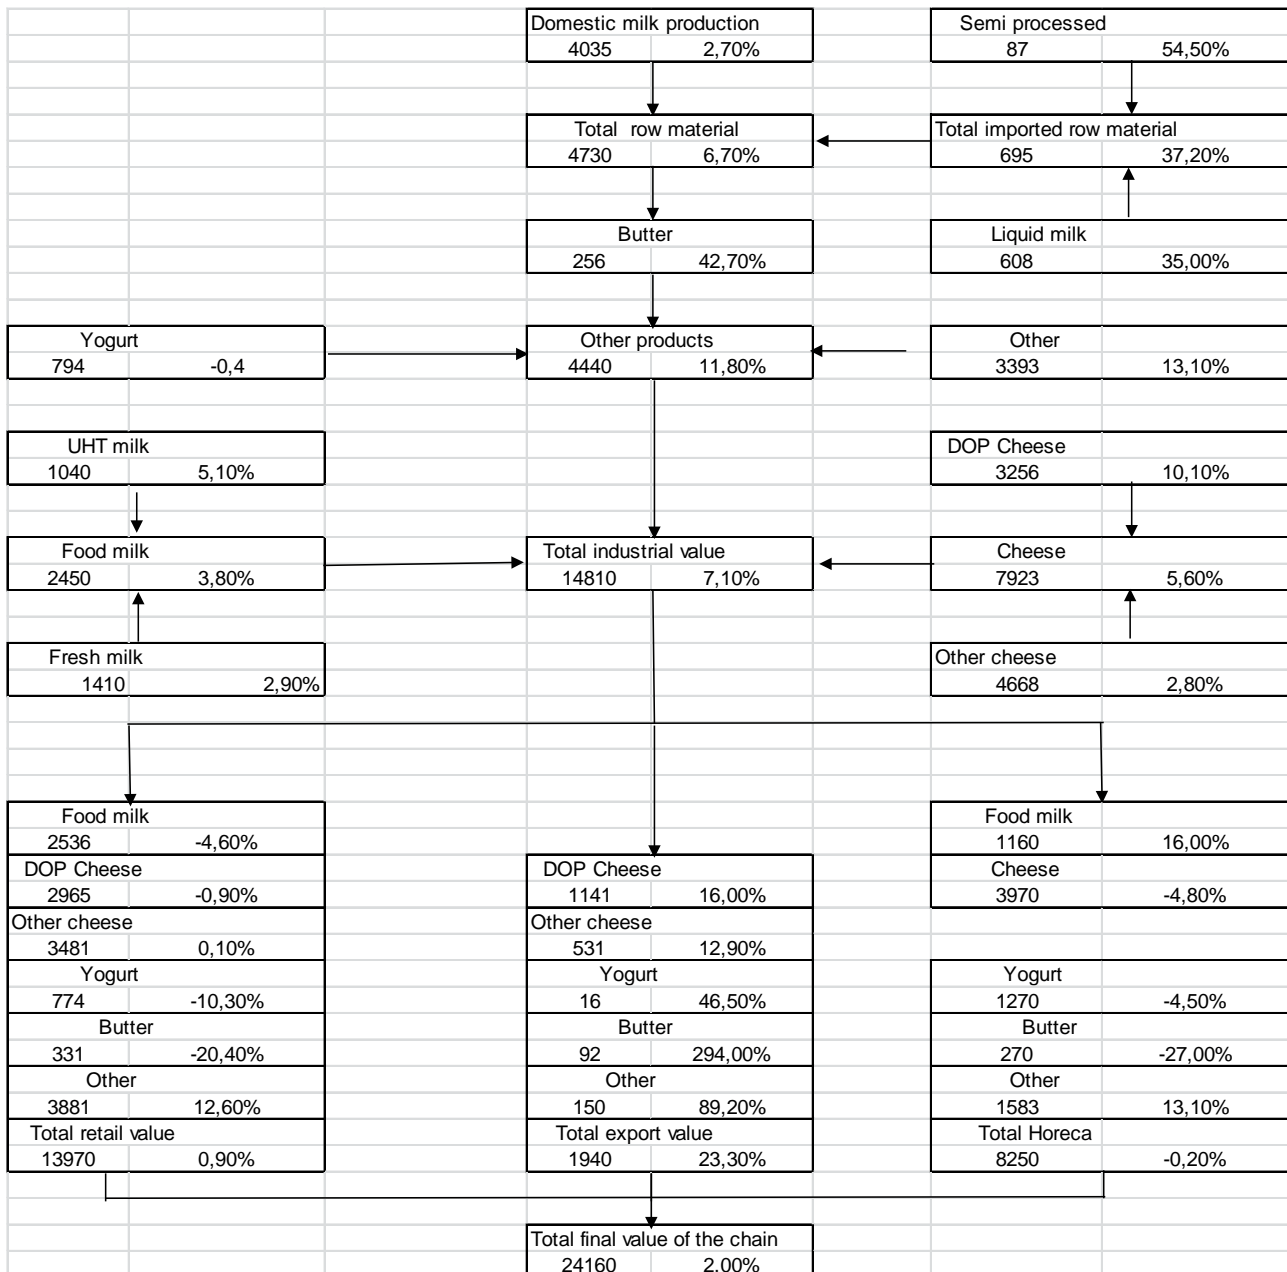 Domestic milk production Semi processed
4035 2,70% 87 54,50%
Total row material Total imported row material
4730 6,70% 695 37,20%
Butter Liquid milk
256 42,70% 608 35,00%
Yogurt Other products Other
794 -0,4 4440 11,80% 3393 13,10%
UHT milk DOP Cheese
1040 5,10% 3256 10,10%
Food milk Total industrial value Cheese
2450 3,80% 14810 7,10% 7923 5,60%
Fresh milk Other cheese
1410 2,90% 4668 2,80%
Food milk Food milk
2536 -4,60% 1160 16,00%
DOP Cheese DOP Cheese Cheese
2965 -0,90% 1141 16,00% 3970 -4,80%
Other cheese Other cheese
3481 0,10% 531 12,90%
Yogurt Yogurt Yogurt
774 -10,30% 16 46,50% 1270 -4,50%
Butter Butter Butter
331 -20,40% 92 294,00% 270 -27,00%
Other Other Other
3881 12,60% 150 89,20% 1583 13,10%
Total retail value Total export value Total Horeca
13970 0,90% 1940 23,30% 8250 -0,20%
Total final value of the chain
24160 2,00%